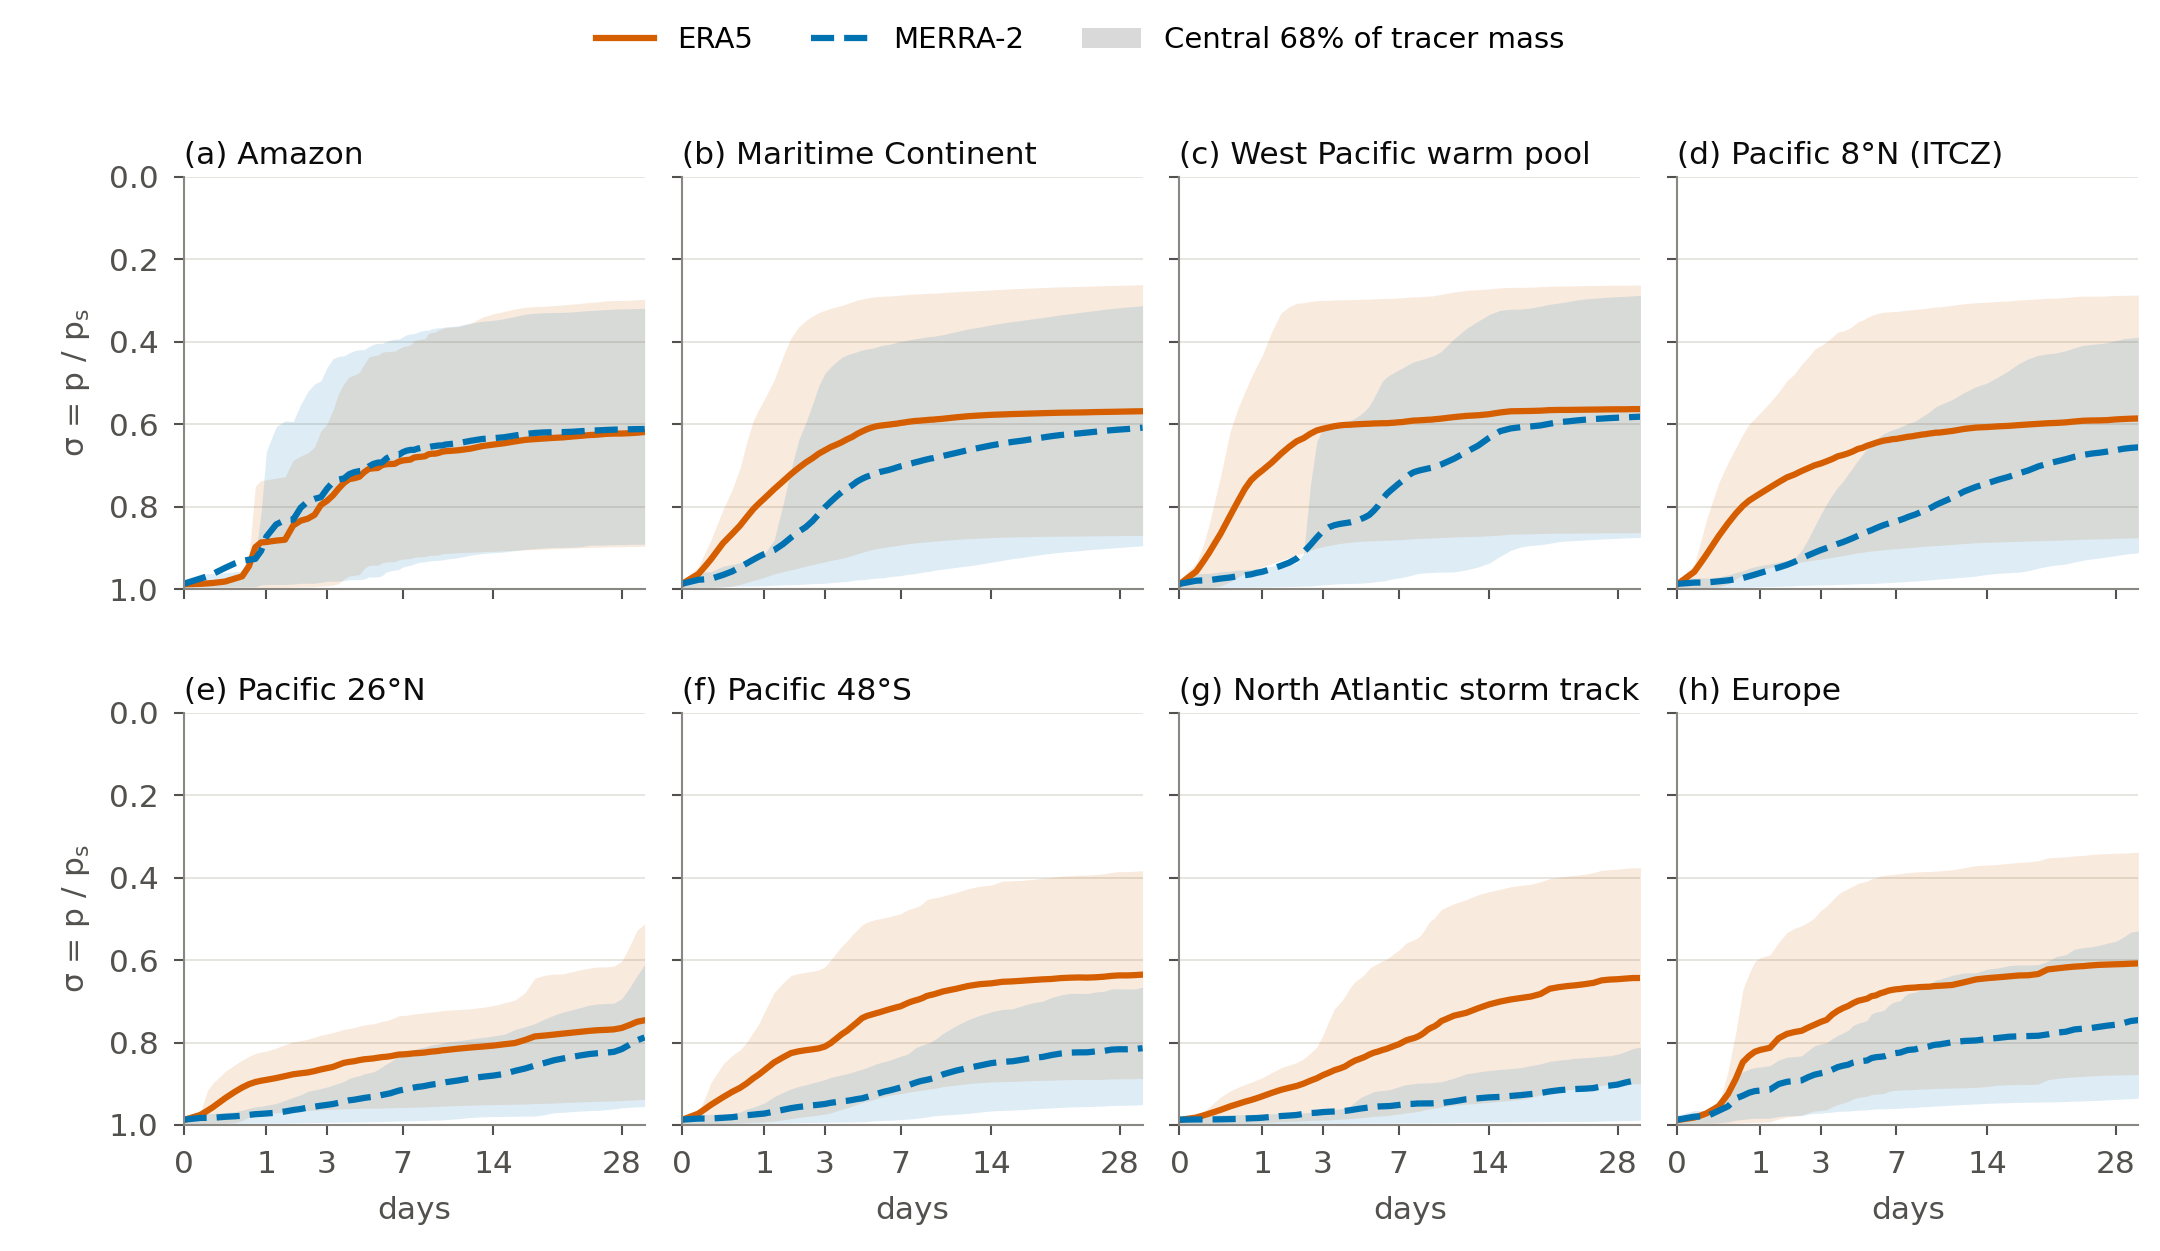 ERA5 MERRA-2 Central 68% of tracer mass
(a) Amazon (b) Maritime Continent (c) West Pacific warm pool (d) Pacific 8°N (ITCZ)
0.0
0.2
0.4
0.6
0.8
1.0
σ = p / pₛ
(e) Pacific 26°N (f) Pacific 48°S (g) North Atlantic storm track (h) Europe
0.0
0.2
0.4
0.6
0.8
1.0
σ = p / pₛ
0 1 3 7 14 28 0 1 3 7 14 28 0 1 3 7 14 28 0 1 3 7 14 28
days days days days